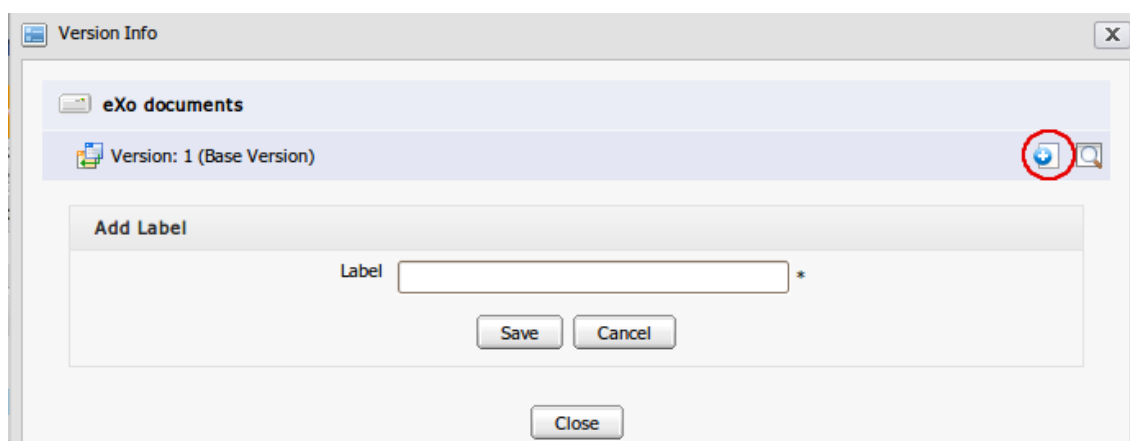 Version Info
X
eXo documents
Version: 1 (Base Version)
Add Label
Label *
Save Cancel
Close